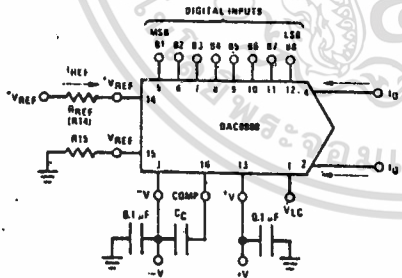 DIGITAL INPUTS
MSB LSB
B1 B2 B3 B4 B5 B6 B7 B8
IREF
+VREF +VREF
RREF
(R14)
5 6 7 8 9 10 11 12 4
14
IO
R15 VREF
15
2
IO
3 16 13 1
-V COMP +V VLC
0.1 µF CC 0.1 µF
-V +V